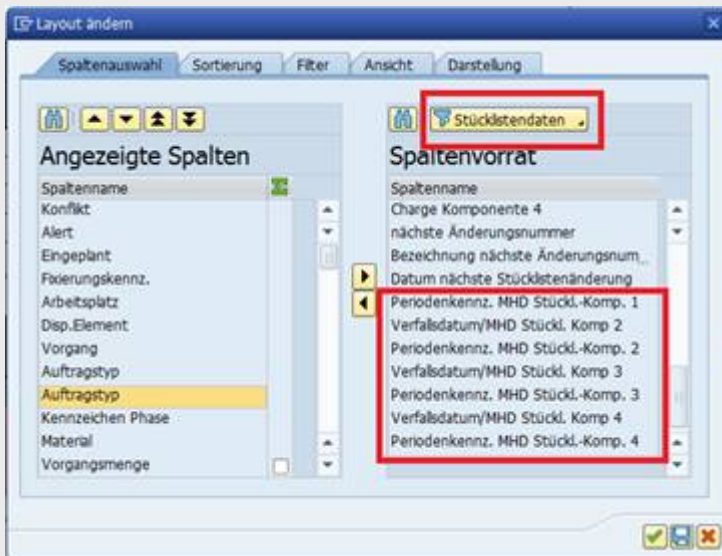 Layout ändern
Spaltenauswahl
Sortierung
Filter
Ansicht
Darstellung
Angezeigte Spalten
Spaltenname
Konflikt
Alert
Eingeplant
Fixierungskennz.
Arbeitsplatz
Disp.Element
Vorgang
Auftragstyp
Auftragstyp
Kennzeichen Phase
Material
Vorgangsmenge
Stücklistendaten
Spaltenvorrat
Spaltenname
Charge Komponente 4
nächste Änderungsnummer
Bezeichnung nächste Änderungsnum
Datum nächste Stücklistenänderung
Periodenkennz. MHD Stückl.-Komp. 1
Verfallsdatum/MHD Stückl. Komp 2
Periodenkennz. MHD Stückl.-Komp. 2
Verfallsdatum/MHD Stückl. Komp 3
Periodenkennz. MHD Stückl.-Komp. 3
Verfallsdatum/MHD Stückl. Komp 4
Periodenkennz. MHD Stückl.-Komp. 4